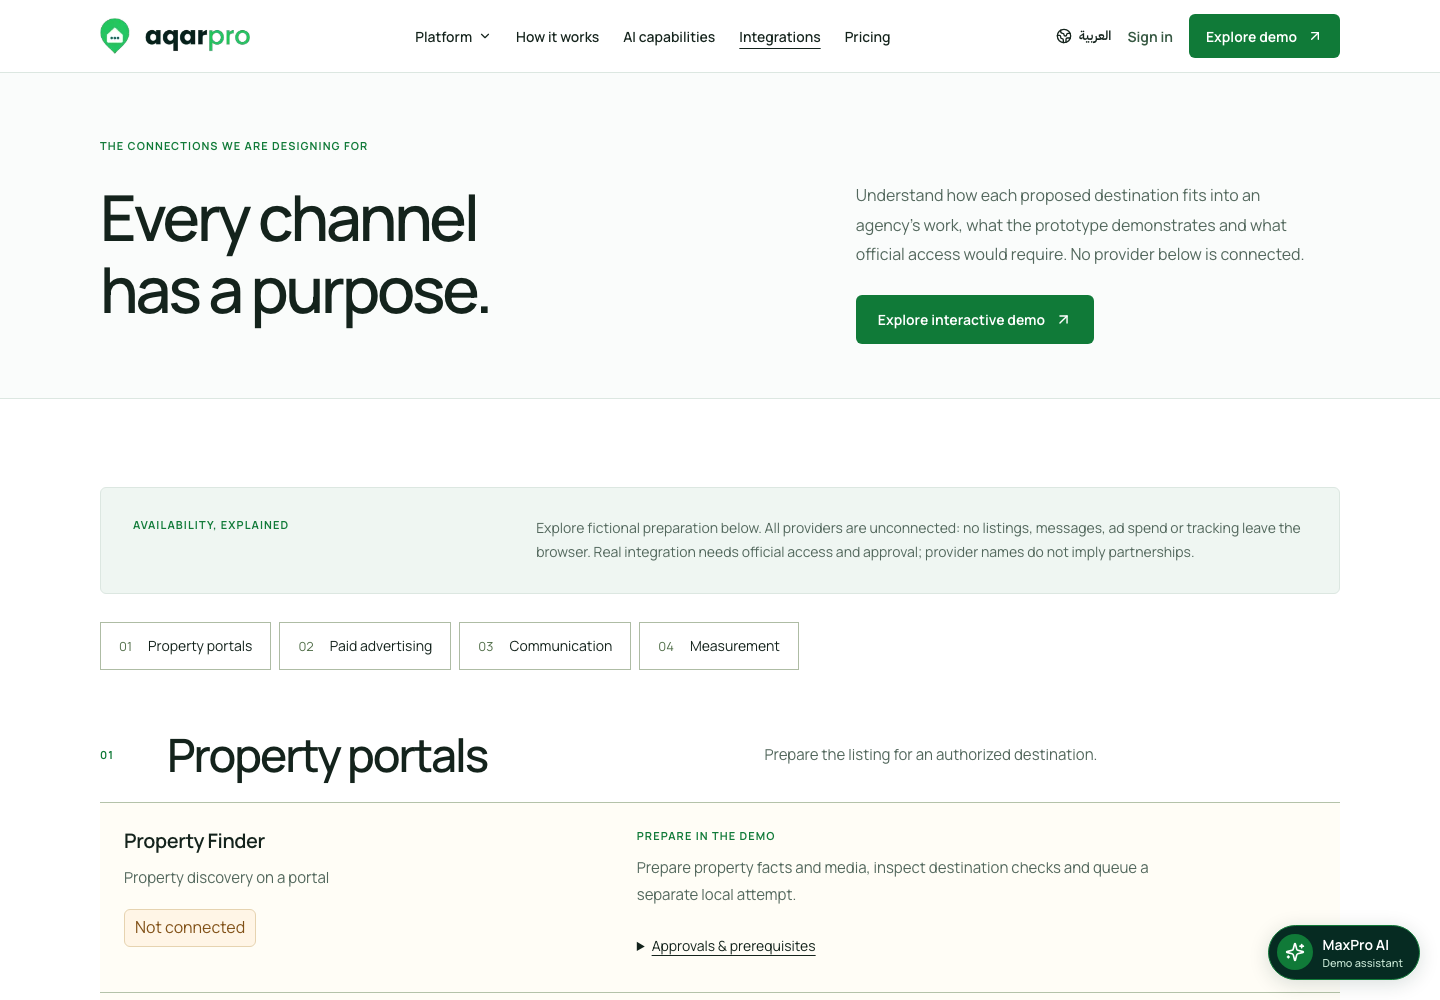 aqarpro
Platform
How it works
AI capabilities
Integrations
Pricing
العربية
Sign in
Explore demo
THE CONNECTIONS WE ARE DESIGNING FOR
Every channel
has a purpose.
Understand how each proposed destination fits into an
agency's work, what the prototype demonstrates and what
official access would require. No provider below is connected.
Explore interactive demo
AVAILABILITY, EXPLAINED
Explore fictional preparation below. All providers are unconnected: no listings, messages, ad spend or tracking leave the
browser. Real integration needs official access and approval; provider names do not imply partnerships.
01 Property portals
02 Paid advertising
03 Communication
04 Measurement
01
Property portals
Prepare the listing for an authorized destination.
Property Finder
Property discovery on a portal
Not connected
PREPARE IN THE DEMO
Prepare property facts and media, inspect destination checks and queue a
separate local attempt.
Approvals & prerequisites
MaxPro AI
Demo assistant